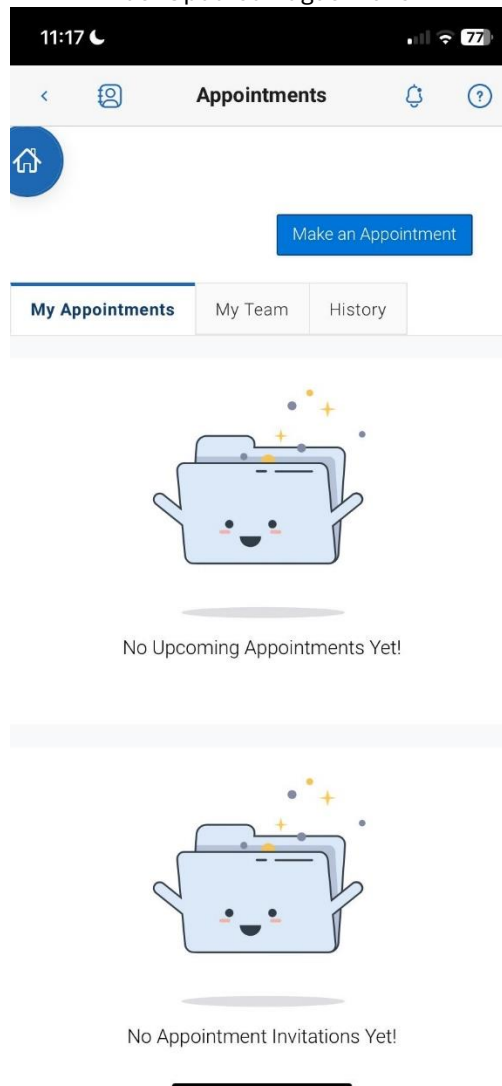 11:17
77
Appointments
?
Make an Appointment
My Appointments
My Team
History
No Upcoming Appointments Yet!
No Appointment Invitations Yet!